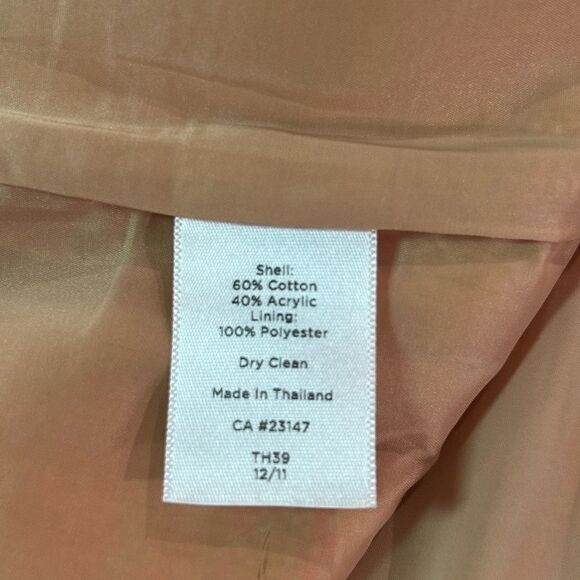 Shell:
60% Cotton
40% Acrylic
Lining:
100% Polyester
Dry Clean
Made In Thailand
CA #23147
TH39
12/11